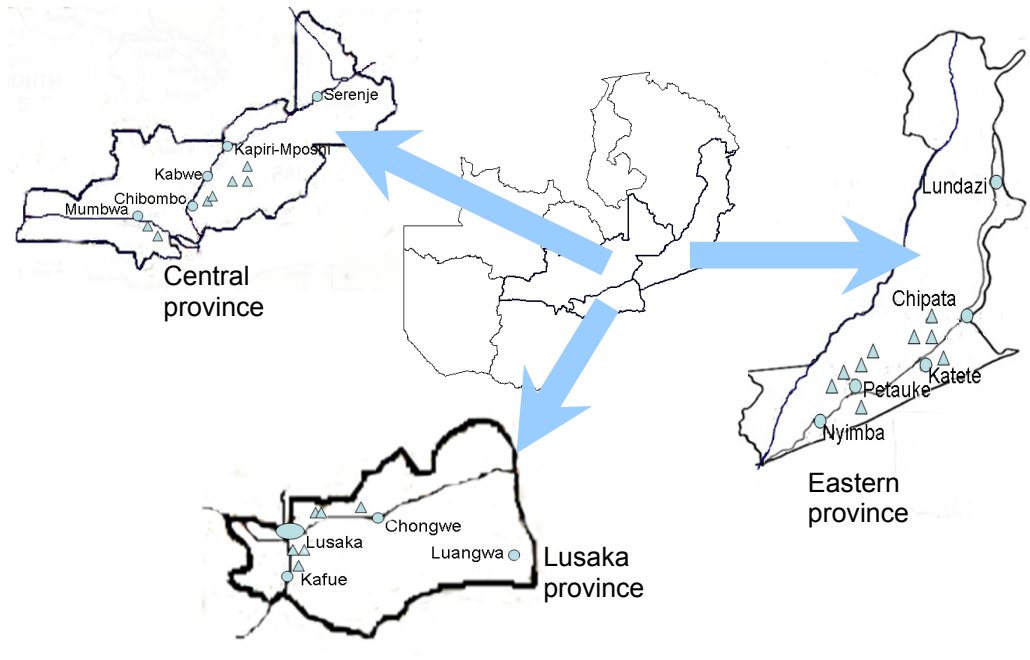 Serenje
Kapiri-Mposhi
Kabwe
Chibombo
Mumbwa
Central
province
Lundazi
Chipata
Katete
Petauke
Nyimba
Eastern
province
Chongwe
Lusaka
Luangwa
Kafue
Lusaka
province